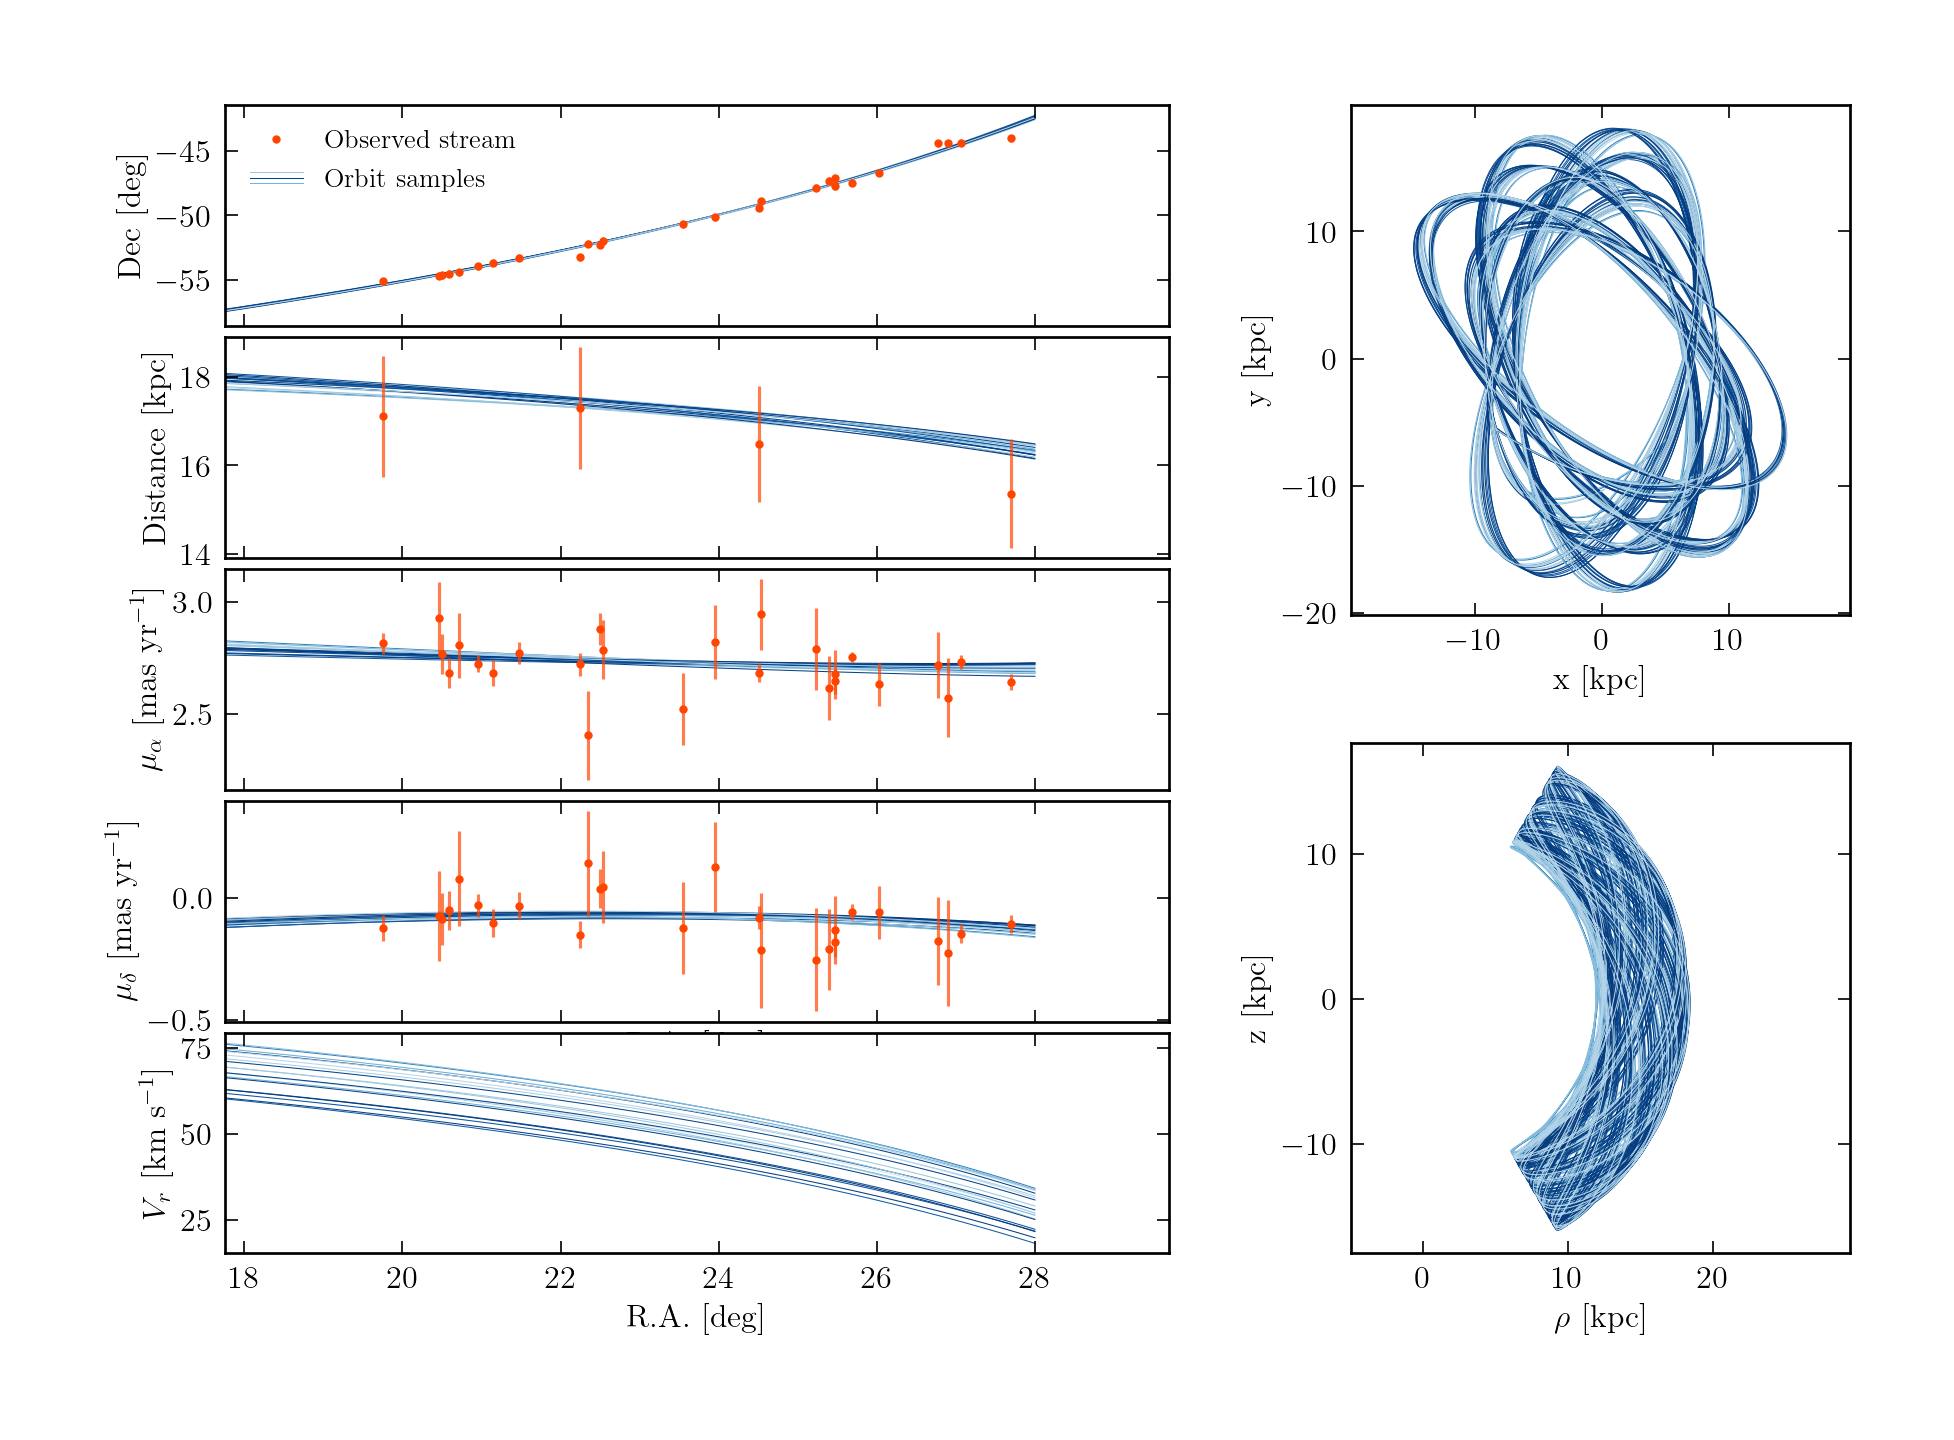 Dec [deg]
−45
−50
−55
Observed stream
Orbit samples
Distance [kpc]
18
16
14
μα [mas yr−1]
3.0
2.5
μδ [mas yr−1]
0.0
−0.5
Vr [km s−1]
75
50
25
18 20 22 24 26 28
R.A. [deg]
y [kpc]
10
0
−10
−20
−10 0 10
x [kpc]
z [kpc]
10
0
−10
0 10 20
ρ [kpc]